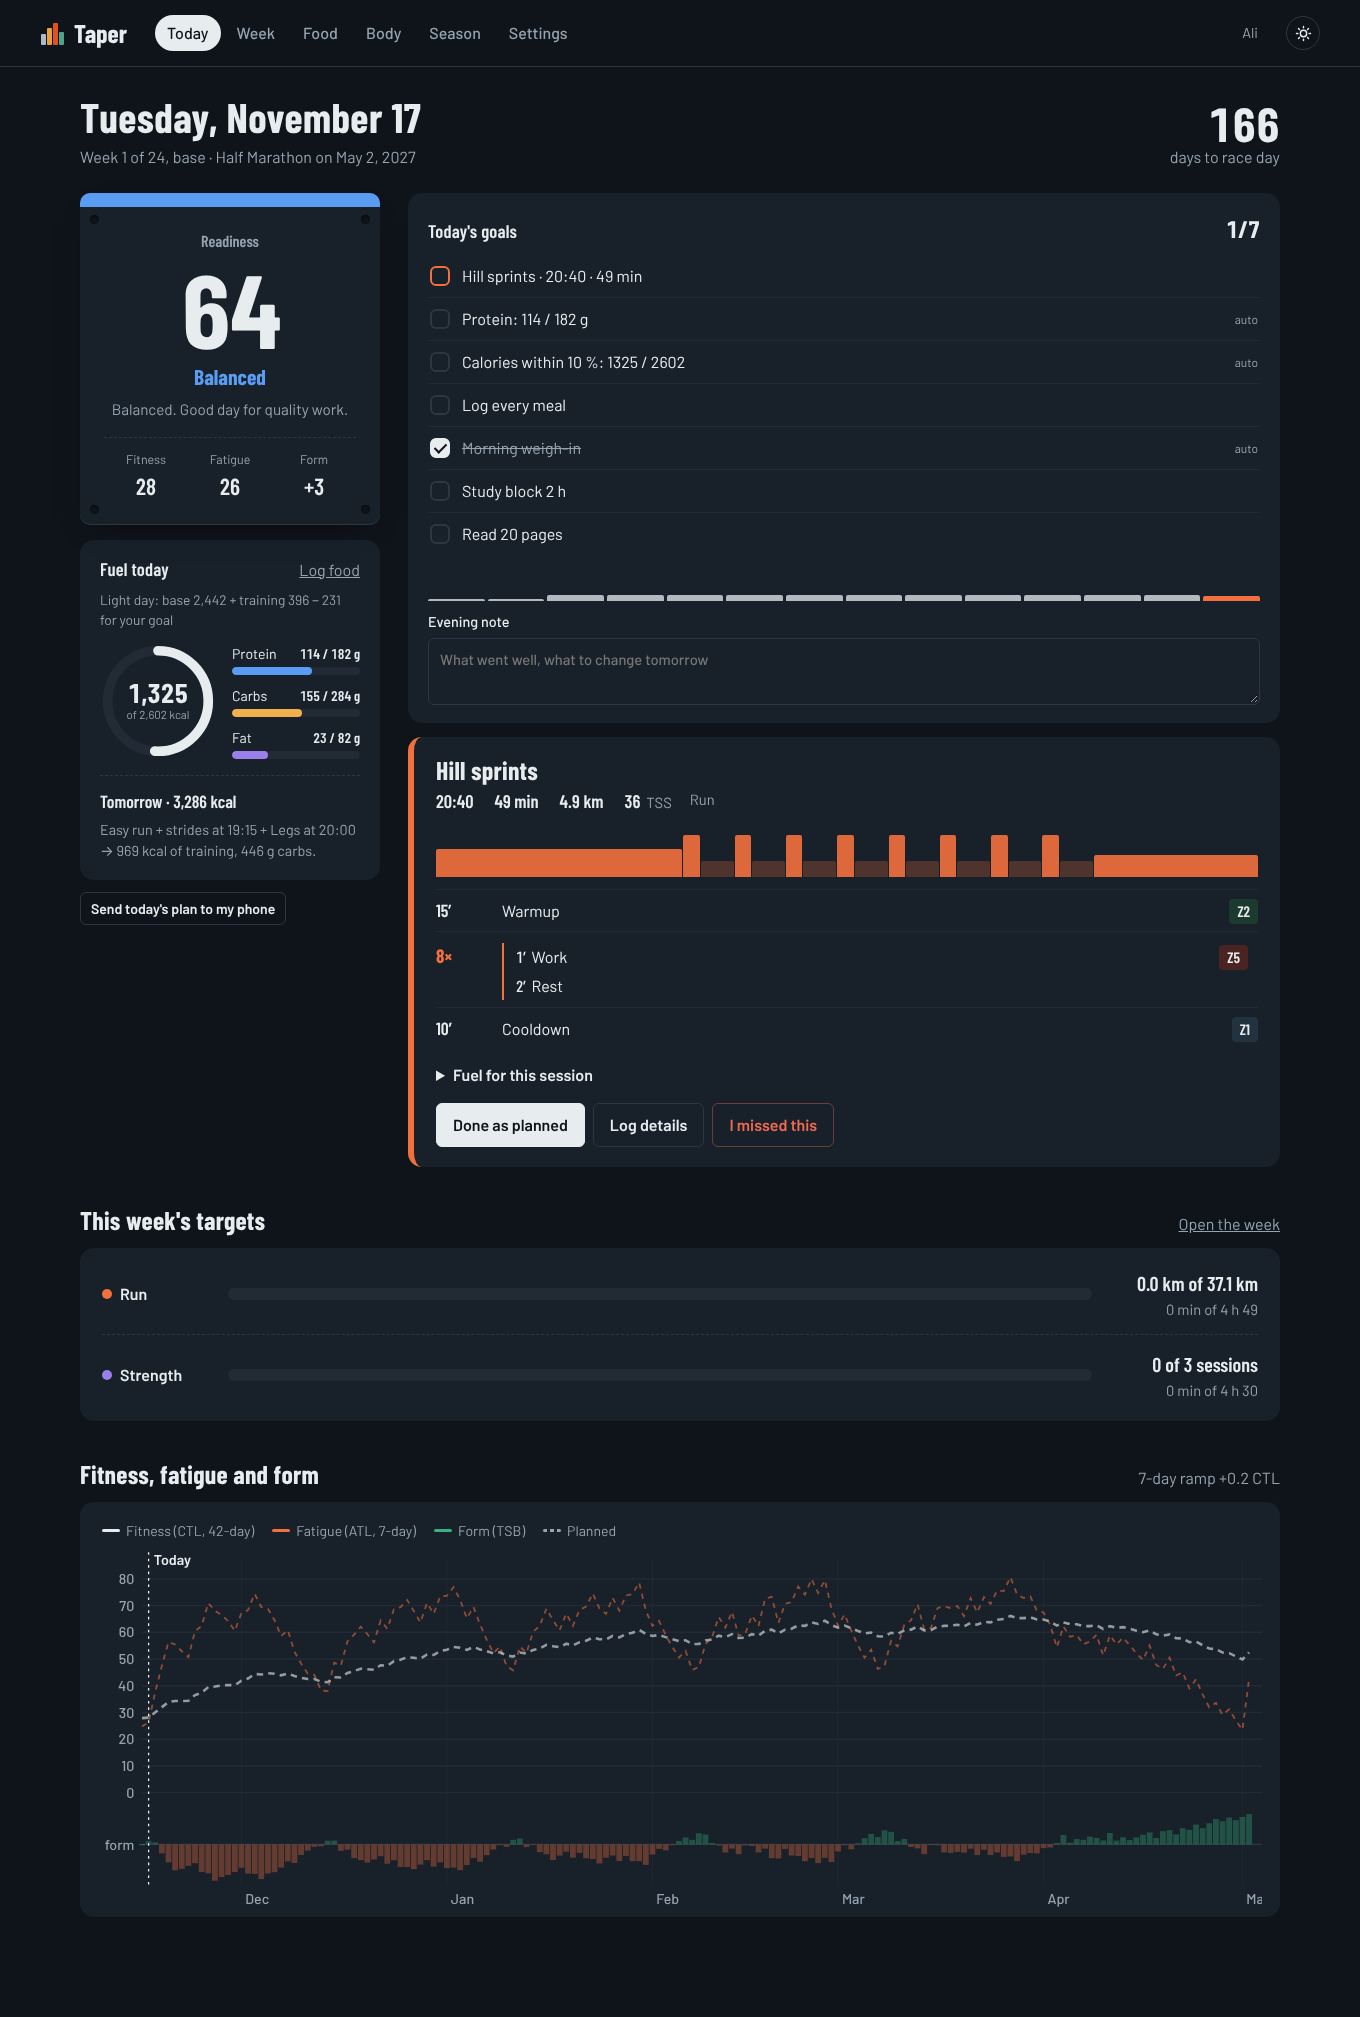 Taper
Today
Week
Food
Body
Season
Settings
Ali
Tuesday, November 17
Week 1 of 24, base · Half Marathon on May 2, 2027
166
days to race day
Readiness
64
Balanced
Balanced. Good day for quality work.
Fitness
Fatigue
Form
28
26
+3
Fuel today
Log food
Light day: base 2,442 + training 396 − 231
for your goal
1,325
of 2,602 kcal
Protein 114 / 182 g
Carbs 155 / 284 g
Fat 23 / 82 g
Tomorrow · 3,286 kcal
Easy run + strides at 19:15 + Legs at 20:00
→ 969 kcal of training, 446 g carbs.
Send today's plan to my phone
Today's goals
1/7
Hill sprints · 20:40 · 49 min
Protein: 114 / 182 g
auto
Calories within 10 %: 1325 / 2602
auto
Log every meal
Morning weigh-in
auto
Study block 2 h
Read 20 pages
Evening note
What went well, what to change tomorrow
Hill sprints
20:40 49 min 4.9 km 36 TSS Run
15′ Warmup Z2
8× 1′ Work Z5
2′ Rest
10′ Cooldown Z1
▶ Fuel for this session
Done as planned
Log details
I missed this
This week's targets
Open the week
Run
0.0 km of 37.1 km
0 min of 4 h 49
Strength
0 of 3 sessions
0 min of 4 h 30
Fitness, fatigue and form
7-day ramp +0.2 CTL
Fitness (CTL, 42-day)
Fatigue (ATL, 7-day)
Form (TSB)
Planned
Today
80
70
60
50
40
30
20
10
0
form
Dec
Jan
Feb
Mar
Apr
Ma